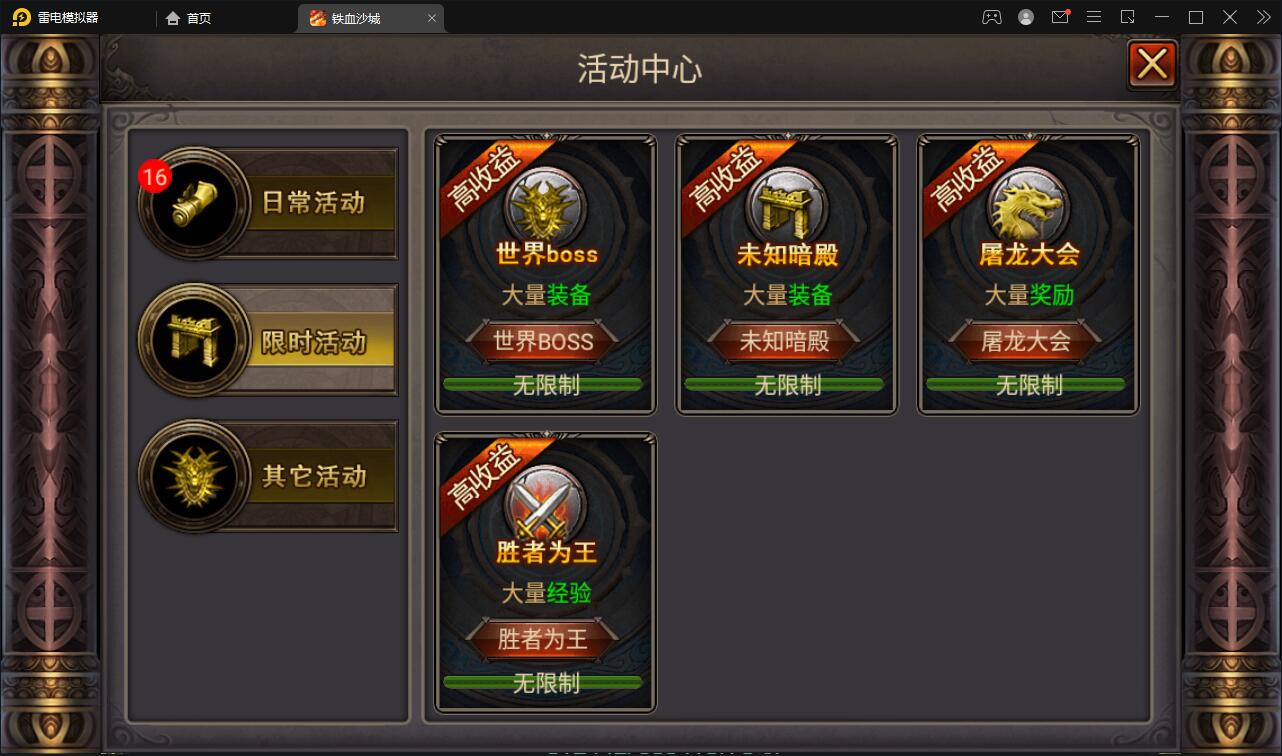 雷电模拟器
首页
铁血沙城
活动中心
16
日常活动
限时活动
其它活动
高收益
世界boss
大量装备
世界BOSS
无限制
高收益
未知暗殿
大量装备
未知暗殿
无限制
高收益
屠龙大会
大量奖励
屠龙大会
无限制
高收益
胜者为王
大量经验
胜者为王
无限制